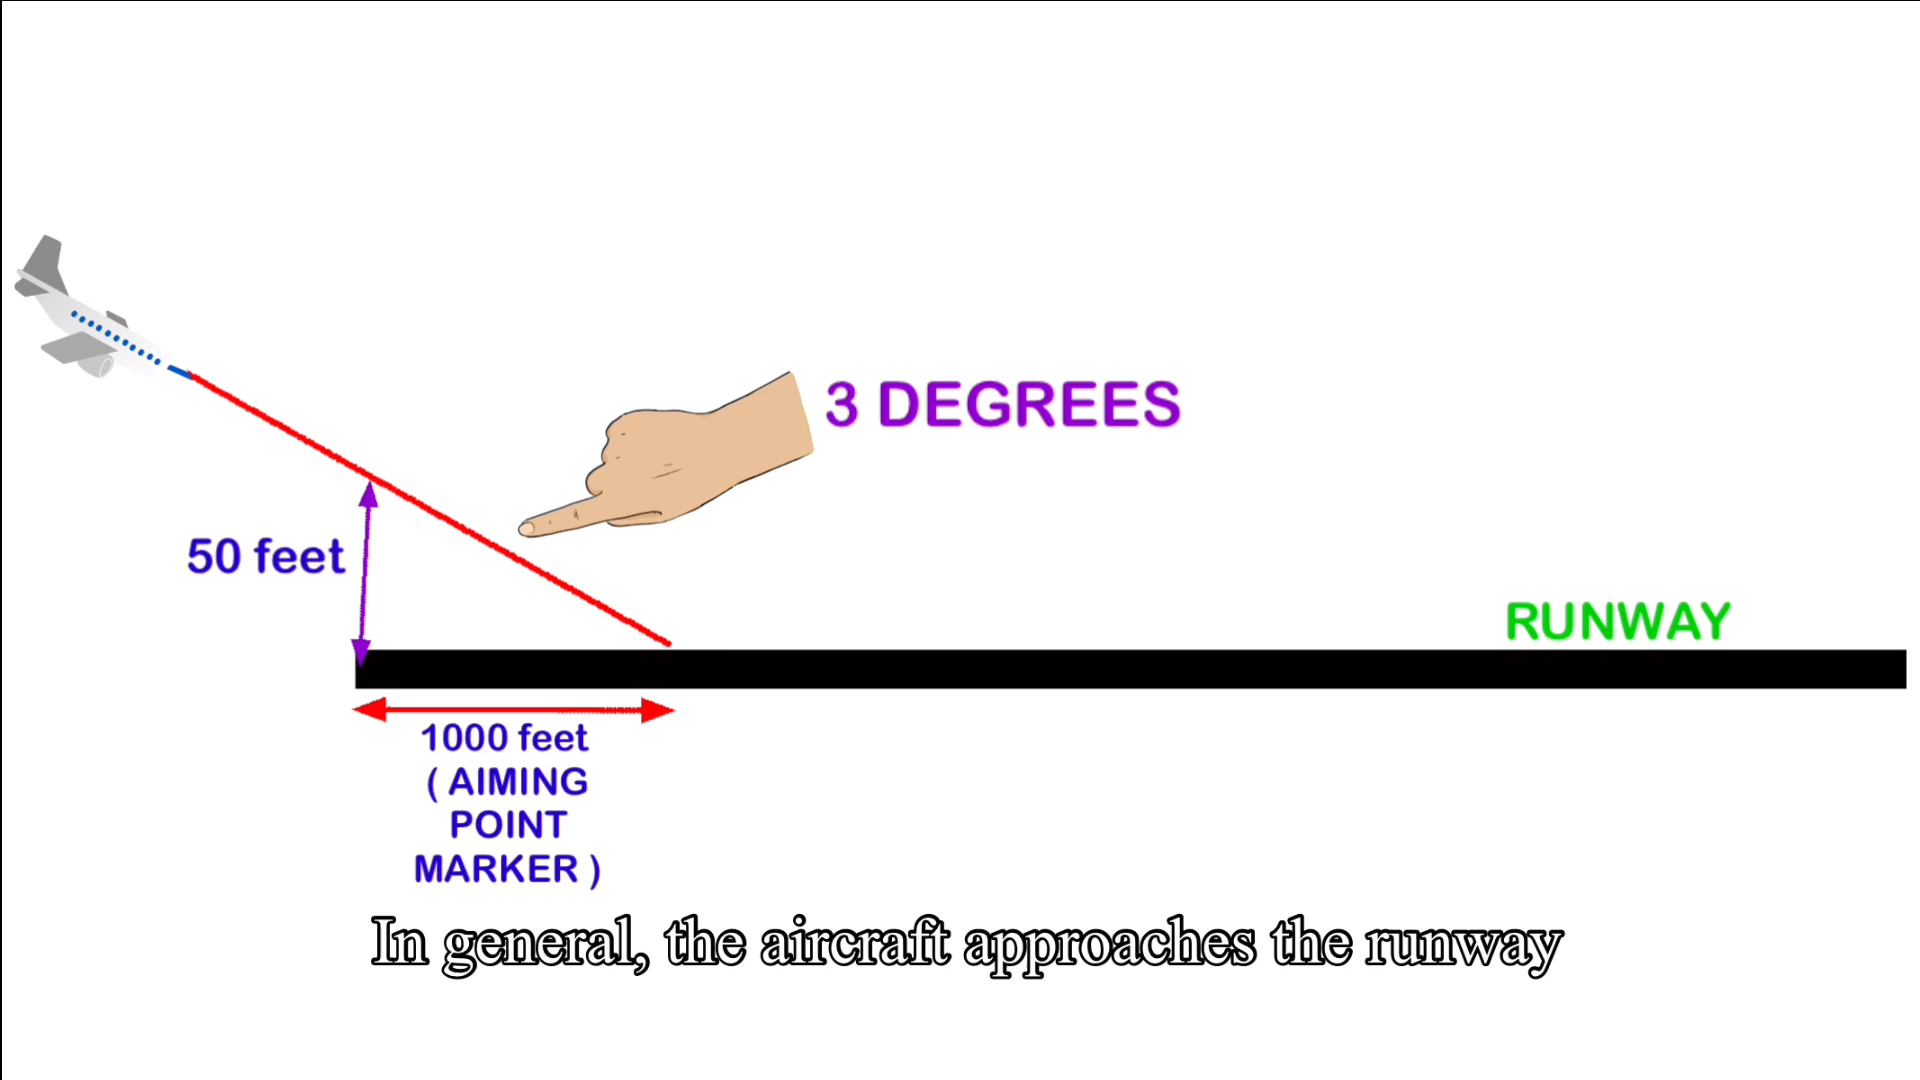 3 DEGREES
50 feet
RUNWAY
1000 feet
( AIMING
POINT
MARKER )
In general, the aircraft approaches the runway